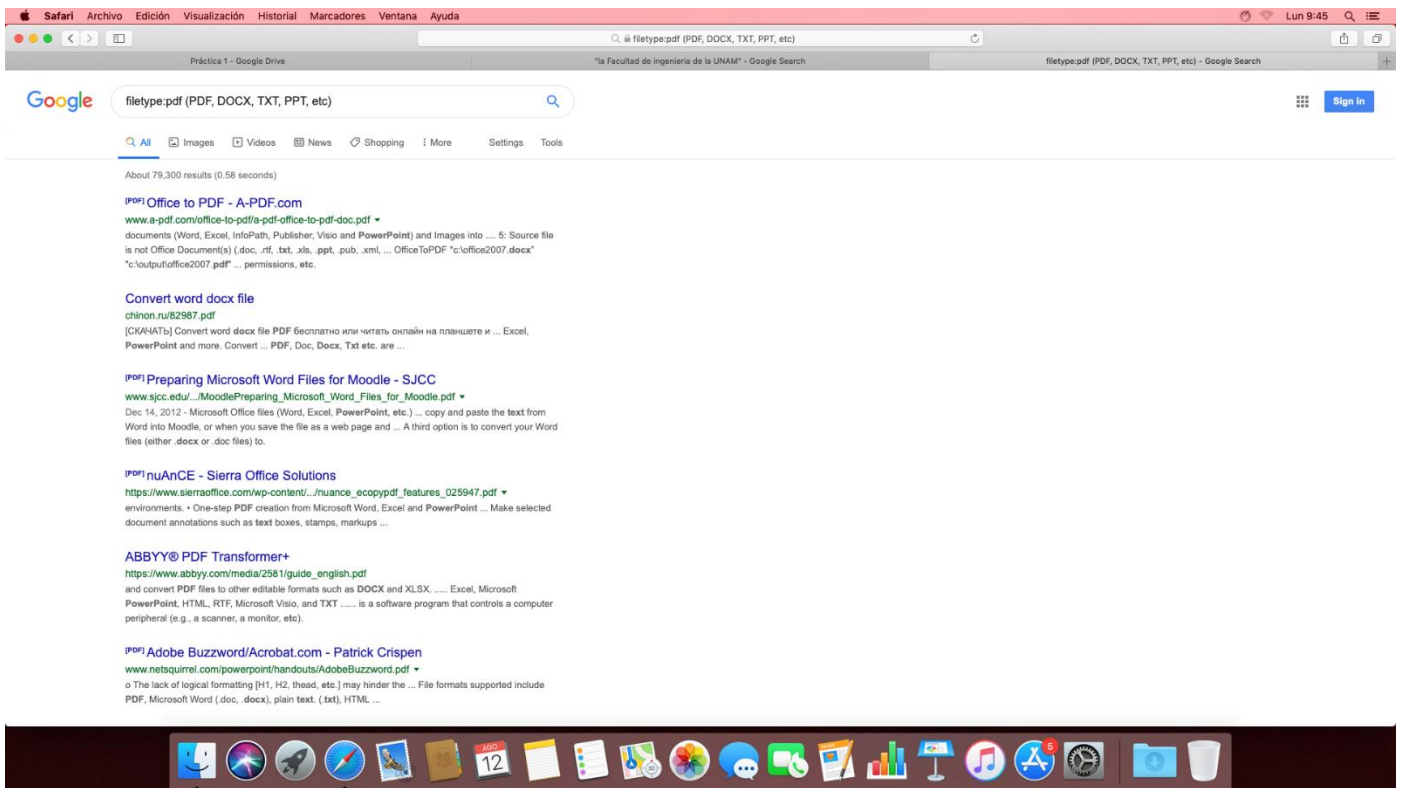 Safari Archivo Edición Visualización Historial Marcadores Ventana Ayuda Lun 9:45
filetype:pdf (PDF, DOCX, TXT, PPT, etc)
Práctica 1 - Google Drive "la Facultad de ingenieria de la UNAM" - Google Search filetype:pdf (PDF, DOCX, TXT, PPT, etc) - Google Search
Google filetype:pdf (PDF, DOCX, TXT, PPT, etc) Sign in
All Images Videos News Shopping More Settings Tools
About 79,300 results (0.58 seconds)
[PDF] Office to PDF - A-PDF.com
www.a-pdf.com/office-to-pdf/a-pdf-office-to-pdf-doc.pdf
documents (Word, Excel, InfoPath, Publisher, Visio and PowerPoint) and Images into .... 5: Source file
is not Office Document(s) (.doc, .rtf, .txt, .xls, .ppt, .pub, .xml, ... OfficeToPDF "c:\office2007.docx"
"c:\output\office2007.pdf" ... permissions, etc.
Convert word docx file
chinon.ru/82987.pdf
[СКАЧАТЬ] Convert word docx file PDF бесплатно или читать онлайн на планшете и ... Excel,
PowerPoint and more. Convert ... PDF, Doc, Docx, Txt etc. are ...
[PDF] Preparing Microsoft Word Files for Moodle - SJCC
www.sjcc.edu/.../MoodlePreparing_Microsoft_Word_Files_for_Moodle.pdf
Dec 14, 2012 - Microsoft Office files (Word, Excel, PowerPoint, etc.) ... copy and paste the text from
Word into Moodle, or when you save the file as a web page and ... A third option is to convert your Word
files (either .docx or .doc files) to.
[PDF] nuAnCE - Sierra Office Solutions
https://www.sierraoffice.com/wp-content/.../nuance_ecopypdf_features_025947.pdf
environments. • One-step PDF creation from Microsoft Word, Excel and PowerPoint ... Make selected
document annotations such as text boxes, stamps, markups ...
ABBYY® PDF Transformer+
https://www.abbyy.com/media/2581/guide_english.pdf
and convert PDF files to other editable formats such as DOCX and XLSX. ..... Excel, Microsoft
PowerPoint, HTML, RTF, Microsoft Visio, and TXT ...... is a software program that controls a computer
peripheral (e.g., a scanner, a monitor, etc).
[PDF] Adobe Buzzword/Acrobat.com - Patrick Crispen
www.netsquirrel.com/powerpoint/handouts/AdobeBuzzword.pdf
o The lack of logical formatting [H1, H2, thead, etc.] may hinder the ... File formats supported include
PDF, Microsoft Word (.doc, .docx), plain text. (.txt), HTML ...
AGO
12
5